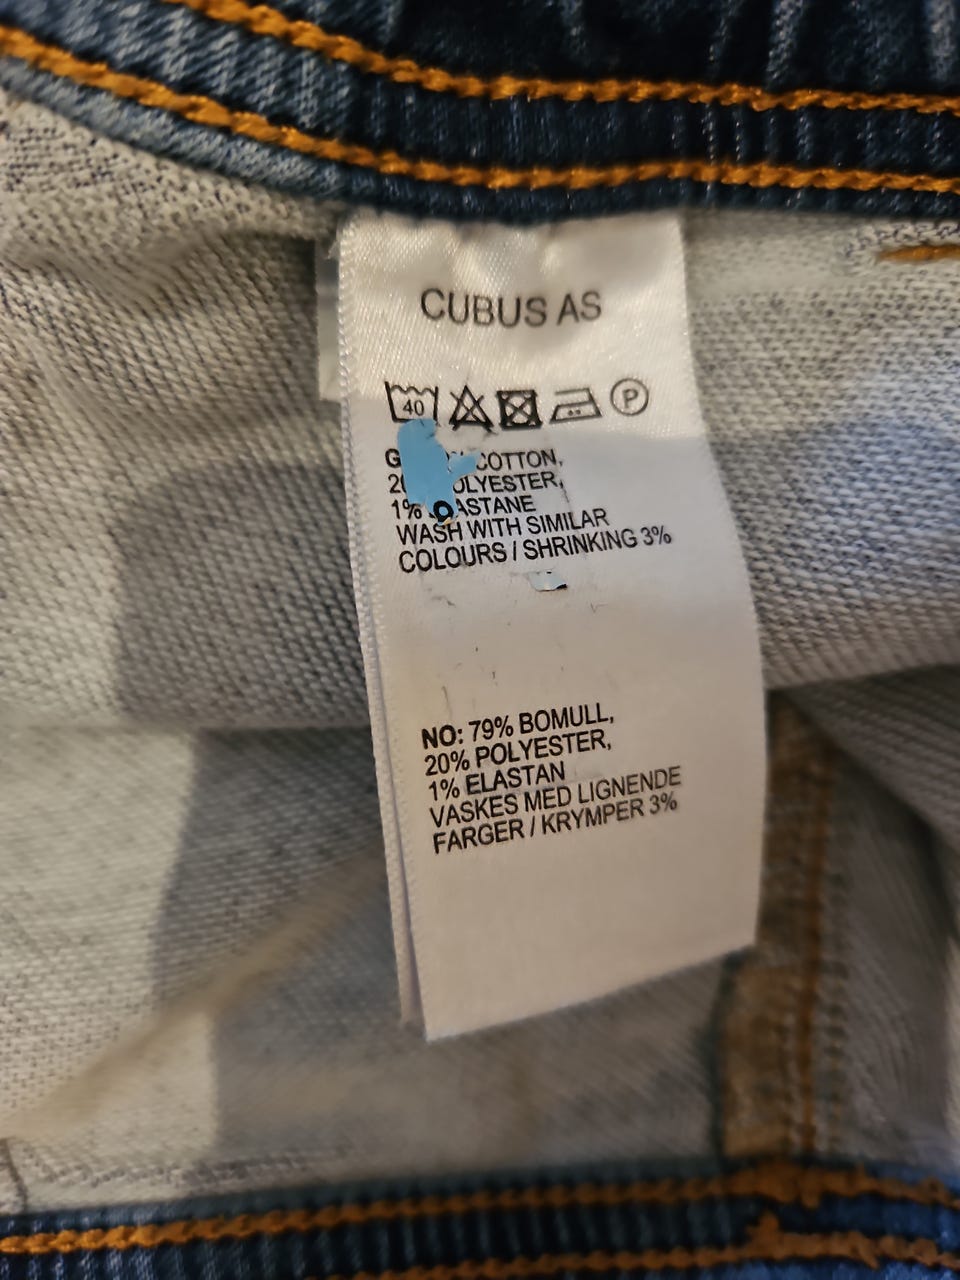 CUBUS AS
40 P
COTTON,
1%
WASH WITH SIMILAR
COLOURS / SHRINKING 3%
NO: 79% BOMULL,
20% POLYESTER,
1% ELASTAN
VASKES MED LIGNENDE
FARGER / KRYMPER 3%